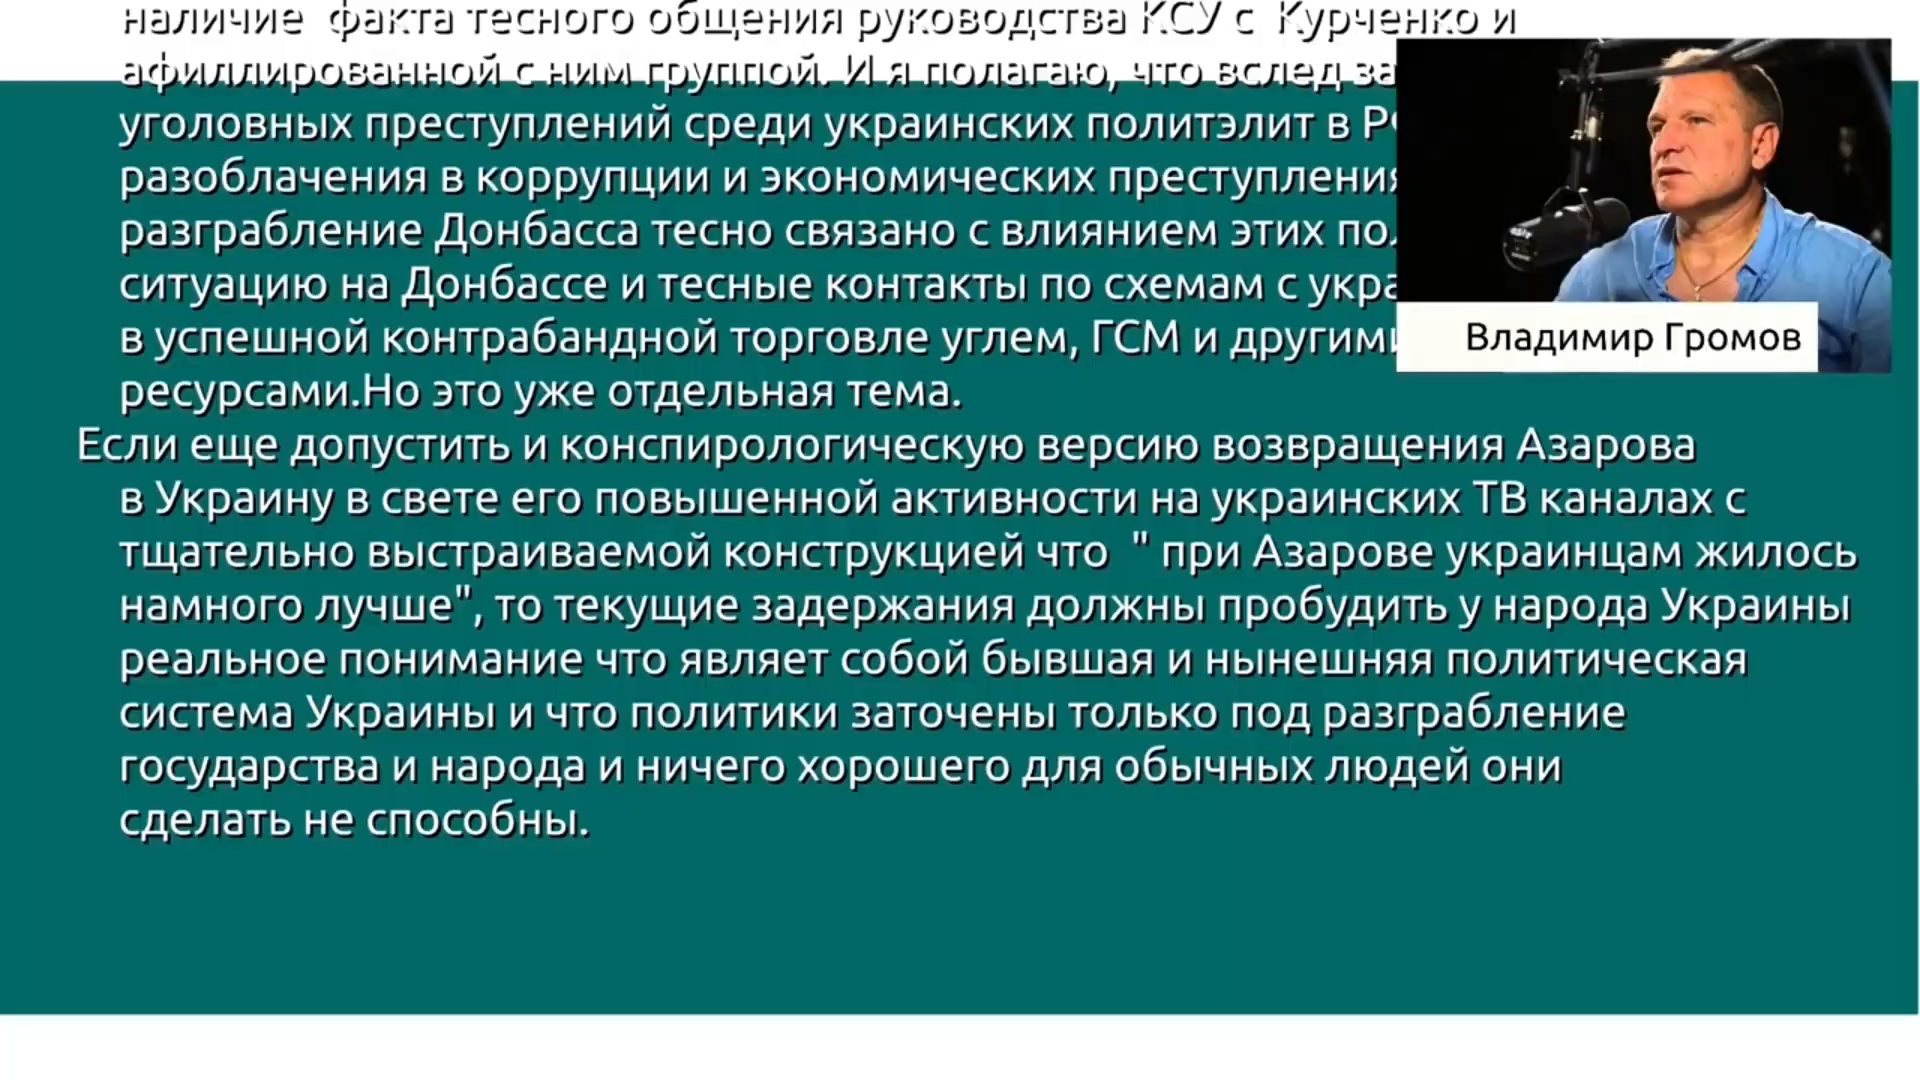 наличие факта тесного общения руководства КСУ с Курченко и
афиллированной с ним группой. И я полагаю, что вслед за
уголовных преступлений среди украинских политэлит в
разоблачения в коррупции и экономических
разграбление Донбасса тесно связано с влиянием этих
ситуацию на Донбассе и тесные контакты по схемам с
в успешной контрабандной торговле углем, ГСМ и
ресурсами.Но это уже отдельная тема.
Если еще допустить и конспирологическую версию возвращения Азарова
в Украину в свете его повышенной активности на украинских ТВ каналах с
тщательно выстраиваемой конструкцией что " при Азарове украинцам жилось
намного лучше", то текущие задержания должны пробудить у народа Украины
реальное понимание что являет собой бывшая и нынешняя политическая
система Украины и что политики заточены только под разграбление
государства и народа и ничего хорошего для обычных людей они
сделать не способны.
Владимир Громов